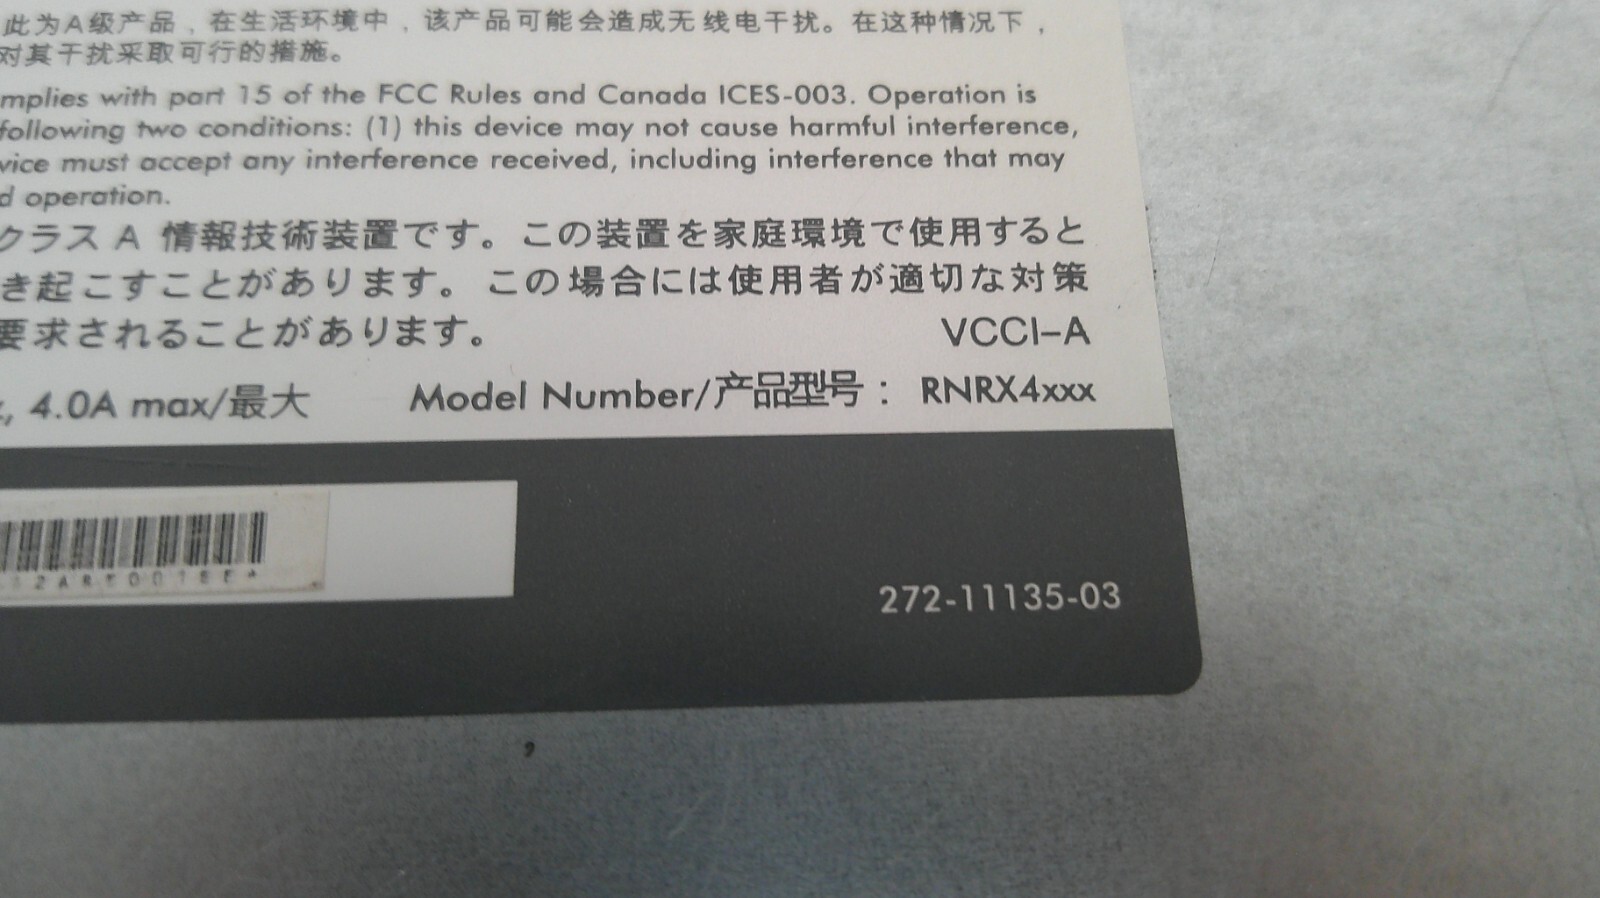 此为A级产品，在生活环境中，该产品可能会造成无线电干扰。在这种情况下，
对其干扰采取可行的措施。
mplies with part 15 of the FCC Rules and Canada ICES-003. Operation is
following two conditions: (1) this device may not cause harmful interference,
vice must accept any interference received, including interference that may
d operation.
クラス A 情報技術装置です。この装置を家庭環境で使用すると
き起こすことがあります。この場合には使用者が適切な対策
要求されることがあります。
VCCI-A
4.0A max/最大 Model Number/产品型号： RNRX4xxx
272-11135-03